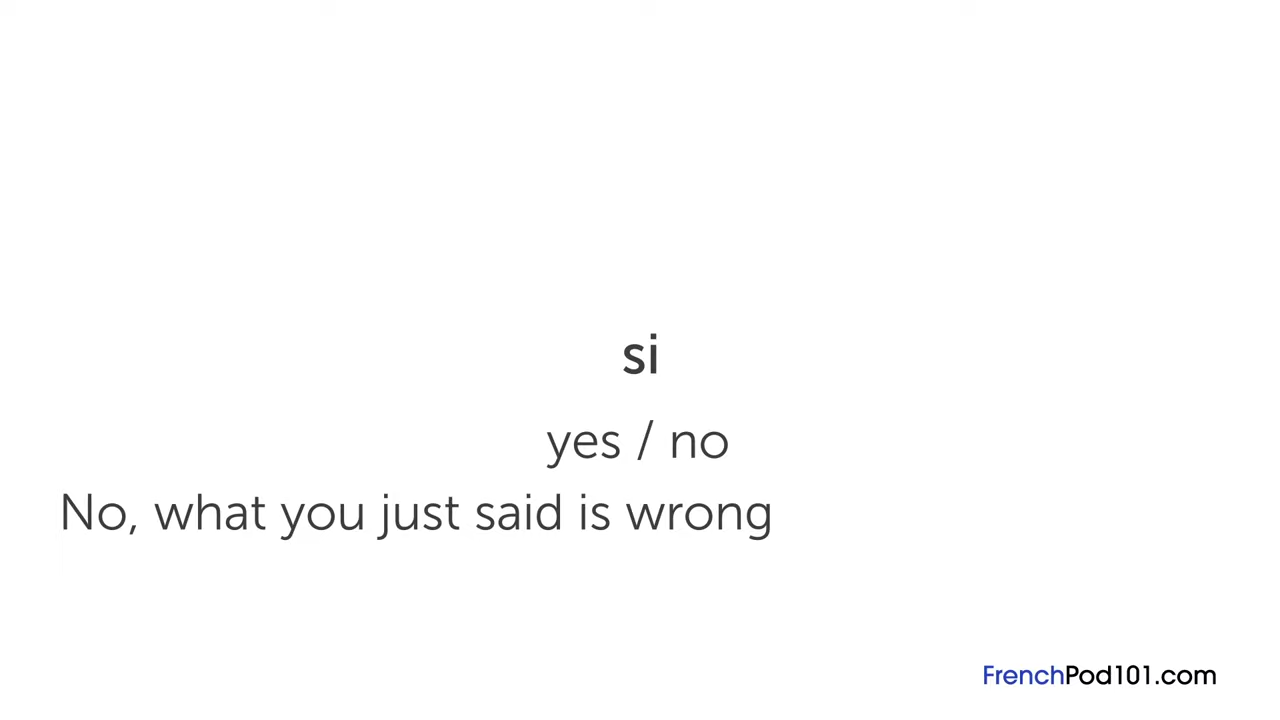 si
yes / no
No, what you just said is wrong
FrenchPod101.com